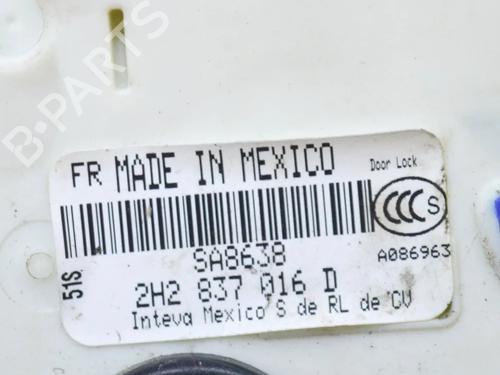 B-PARTS
FR MADE IN MEXICO
Door Lock
CCC S
SA8638
A086963
51S
2H2 837 016 D
Inteva Mexico S de RL de CV